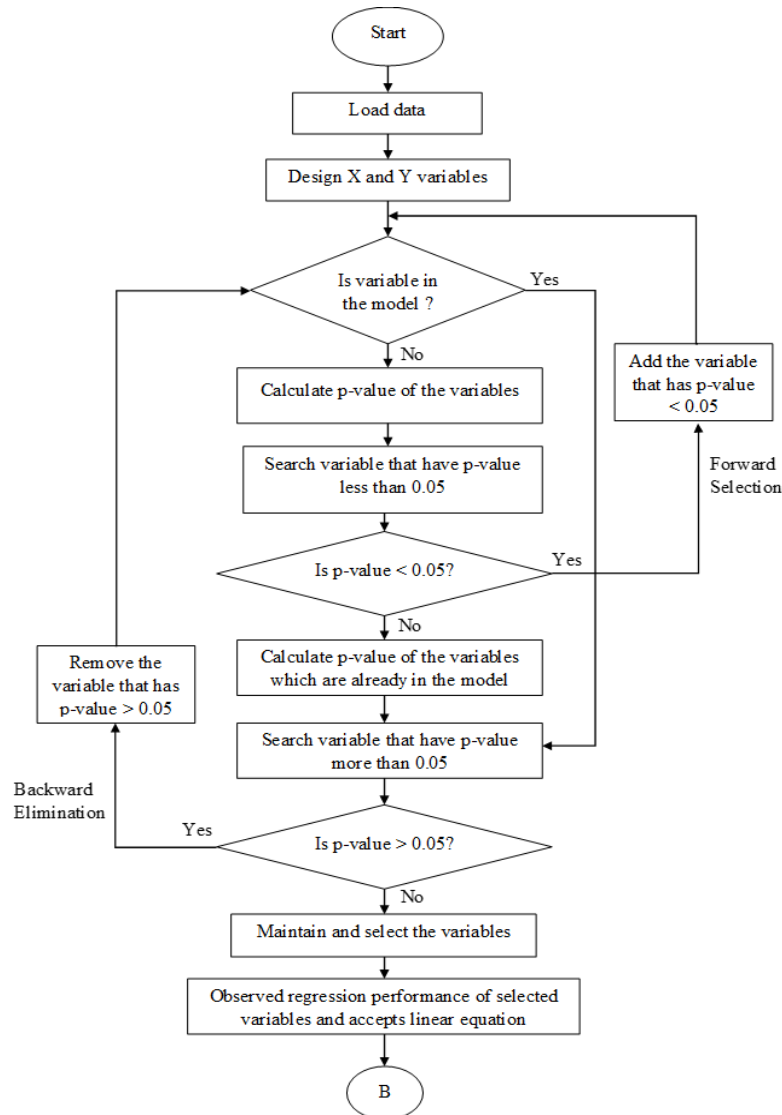 Start
Load data
Design X and Y variables
Is variable in
the model ?
Yes
No
Add the variable
that has p-value
< 0.05
Calculate p-value of the variables
Search variable that have p-value
less than 0.05
Forward
Selection
Is p-value < 0.05?
Yes
No
Remove the
variable that has
p-value > 0.05
Calculate p-value of the variables
which are already in the model
Search variable that have p-value
more than 0.05
Backward
Elimination
Yes
Is p-value > 0.05?
No
Maintain and select the variables
Observed regression performance of selected
variables and accepts linear equation
B